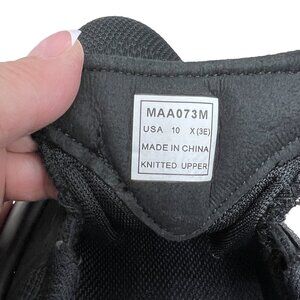 MAA073M
USA 10 X(3E)
MADE IN CHINA
KNITTED UPPER